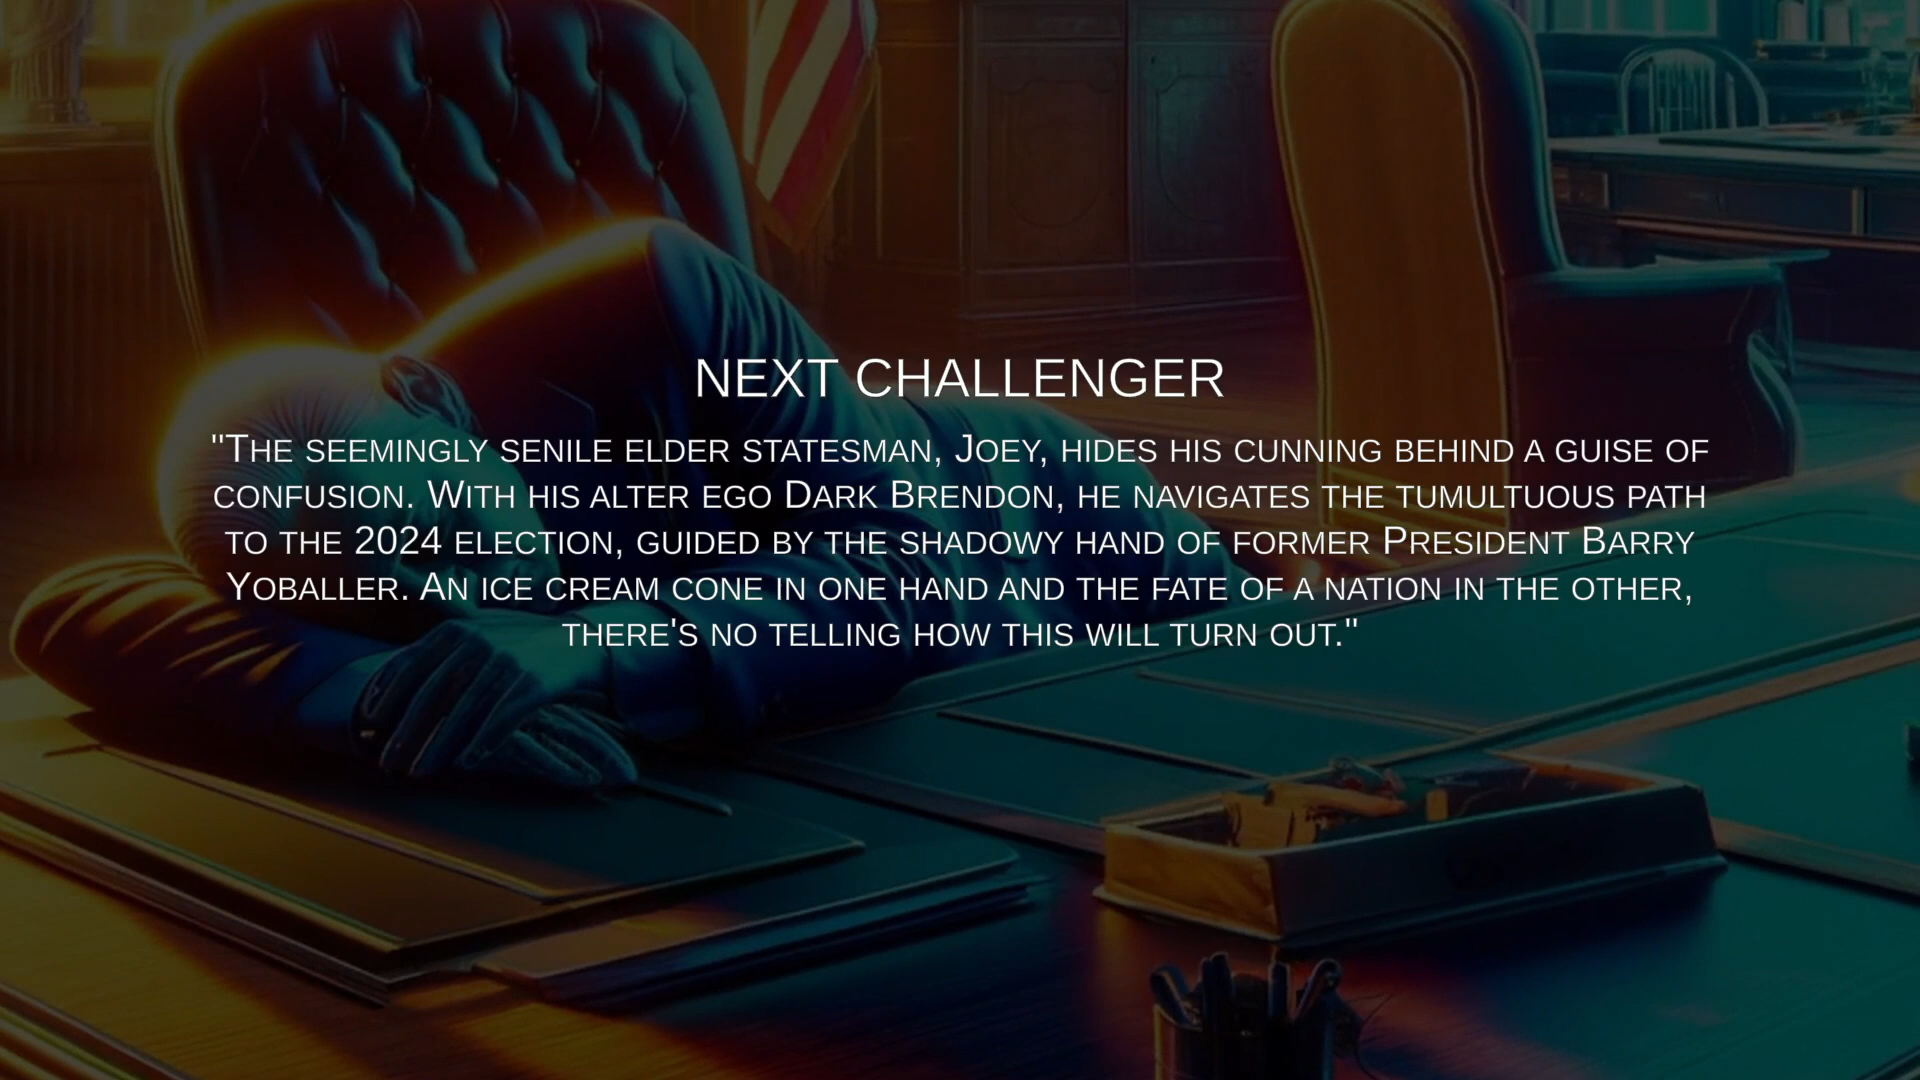 NEXT CHALLENGER
"The seemingly senile elder statesman, Joey, hides his cunning behind a guise of
confusion. With his alter ego Dark Brendon, he navigates the tumultuous path
to the 2024 election, guided by the shadowy hand of former President Barry
Yoballer. An ice cream cone in one hand and the fate of a nation in the other,
there's no telling how this will turn out."